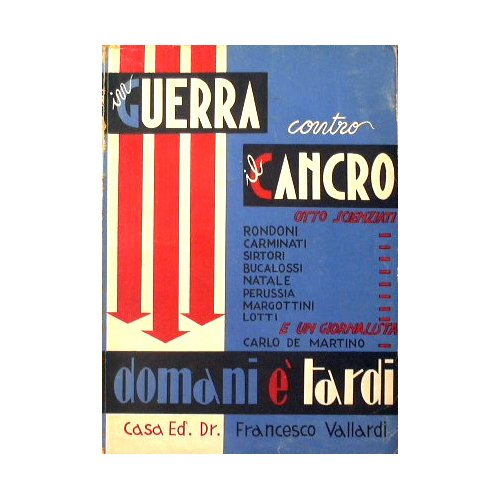 in GUERRA
contro
il CANCRO
OTTO SCIENZIATI
RONDONI
CARMINATI
SIRTORI
BUCALOSSI
NATALE
PERUSSIA
MARGOTTINI
LOTTI
E UN GIORNALISTA
CARLO DE MARTINO
domani è tardi
Casa Ed. Dr. Francesco Vallardi